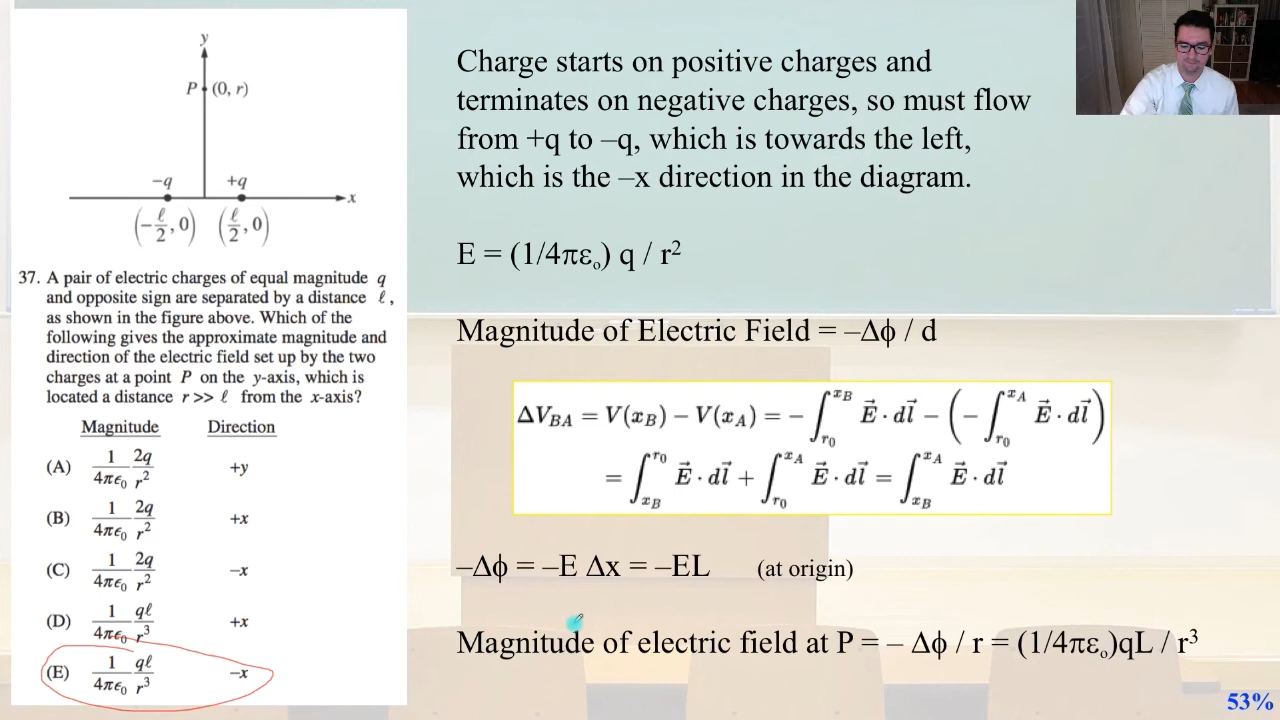 y
P (0, r)
−q +q
x
(−ℓ/2, 0) (ℓ/2, 0)
37. A pair of electric charges of equal magnitude q
and opposite sign are separated by a distance ℓ,
as shown in the figure above. Which of the
following gives the approximate magnitude and
direction of the electric field set up by the two
charges at a point P on the y-axis, which is
located a distance r >> ℓ from the x-axis?
Magnitude Direction
(A) 1/4πϵ₀ 2q/r² +y
(B) 1/4πϵ₀ 2q/r² +x
(C) 1/4πϵ₀ 2q/r² −x
(D) 1/4πϵ₀ qℓ/r³ +x
(E) 1/4πϵ₀ qℓ/r³ −x
Charge starts on positive charges and
terminates on negative charges, so must flow
from +q to –q, which is towards the left,
which is the –x direction in the diagram.
E = (1/4πεₒ) q / r²
Magnitude of Electric Field = –Δϕ / d
ΔV_BA = V(x_B) − V(x_A) = − ∫_{r₀}^{x_B} E⃗ · dl⃗ − (− ∫_{r₀}^{x_A} E⃗ · dl⃗)
= ∫_{x_B}^{r₀} E⃗ · dl⃗ + ∫_{r₀}^{x_A} E⃗ · dl⃗ = ∫_{x_B}^{x_A} E⃗ · dl⃗
–Δϕ = –E Δx = –EL (at origin)
Magnitude of electric field at P = – Δϕ / r = (1/4πεₒ)qL / r³
53%